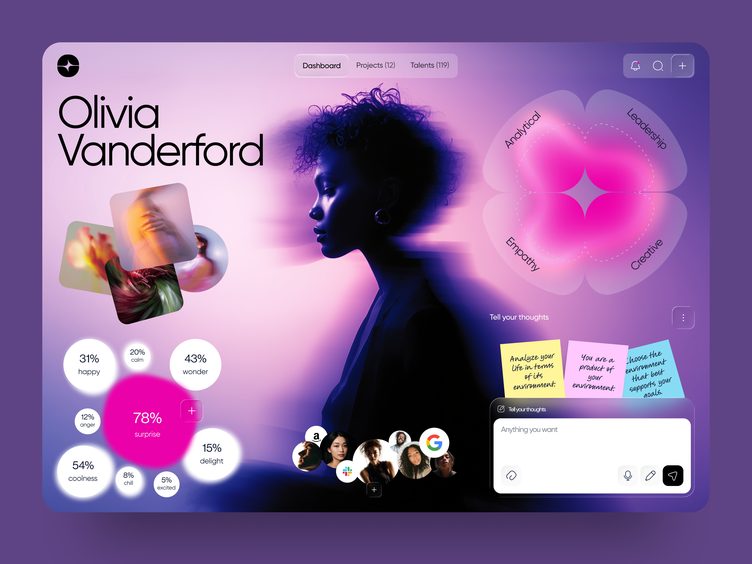 Dashboard
Projects (12)
Talents (119)
Olivia
Vanderford
Analytical
Leadership
Empathy
Creative
Tell your thoughts
Analyze your
life in terms
of its
environment.
You are a
product of
your
environment.
Choose the
environment
that best
supports your
goals.
31%
happy
20%
calm
43%
wonder
12%
anger
78%
surprise
15%
delight
54%
coolness
8%
chill
5%
excited
a
G
Tell your thoughts
Anything you want